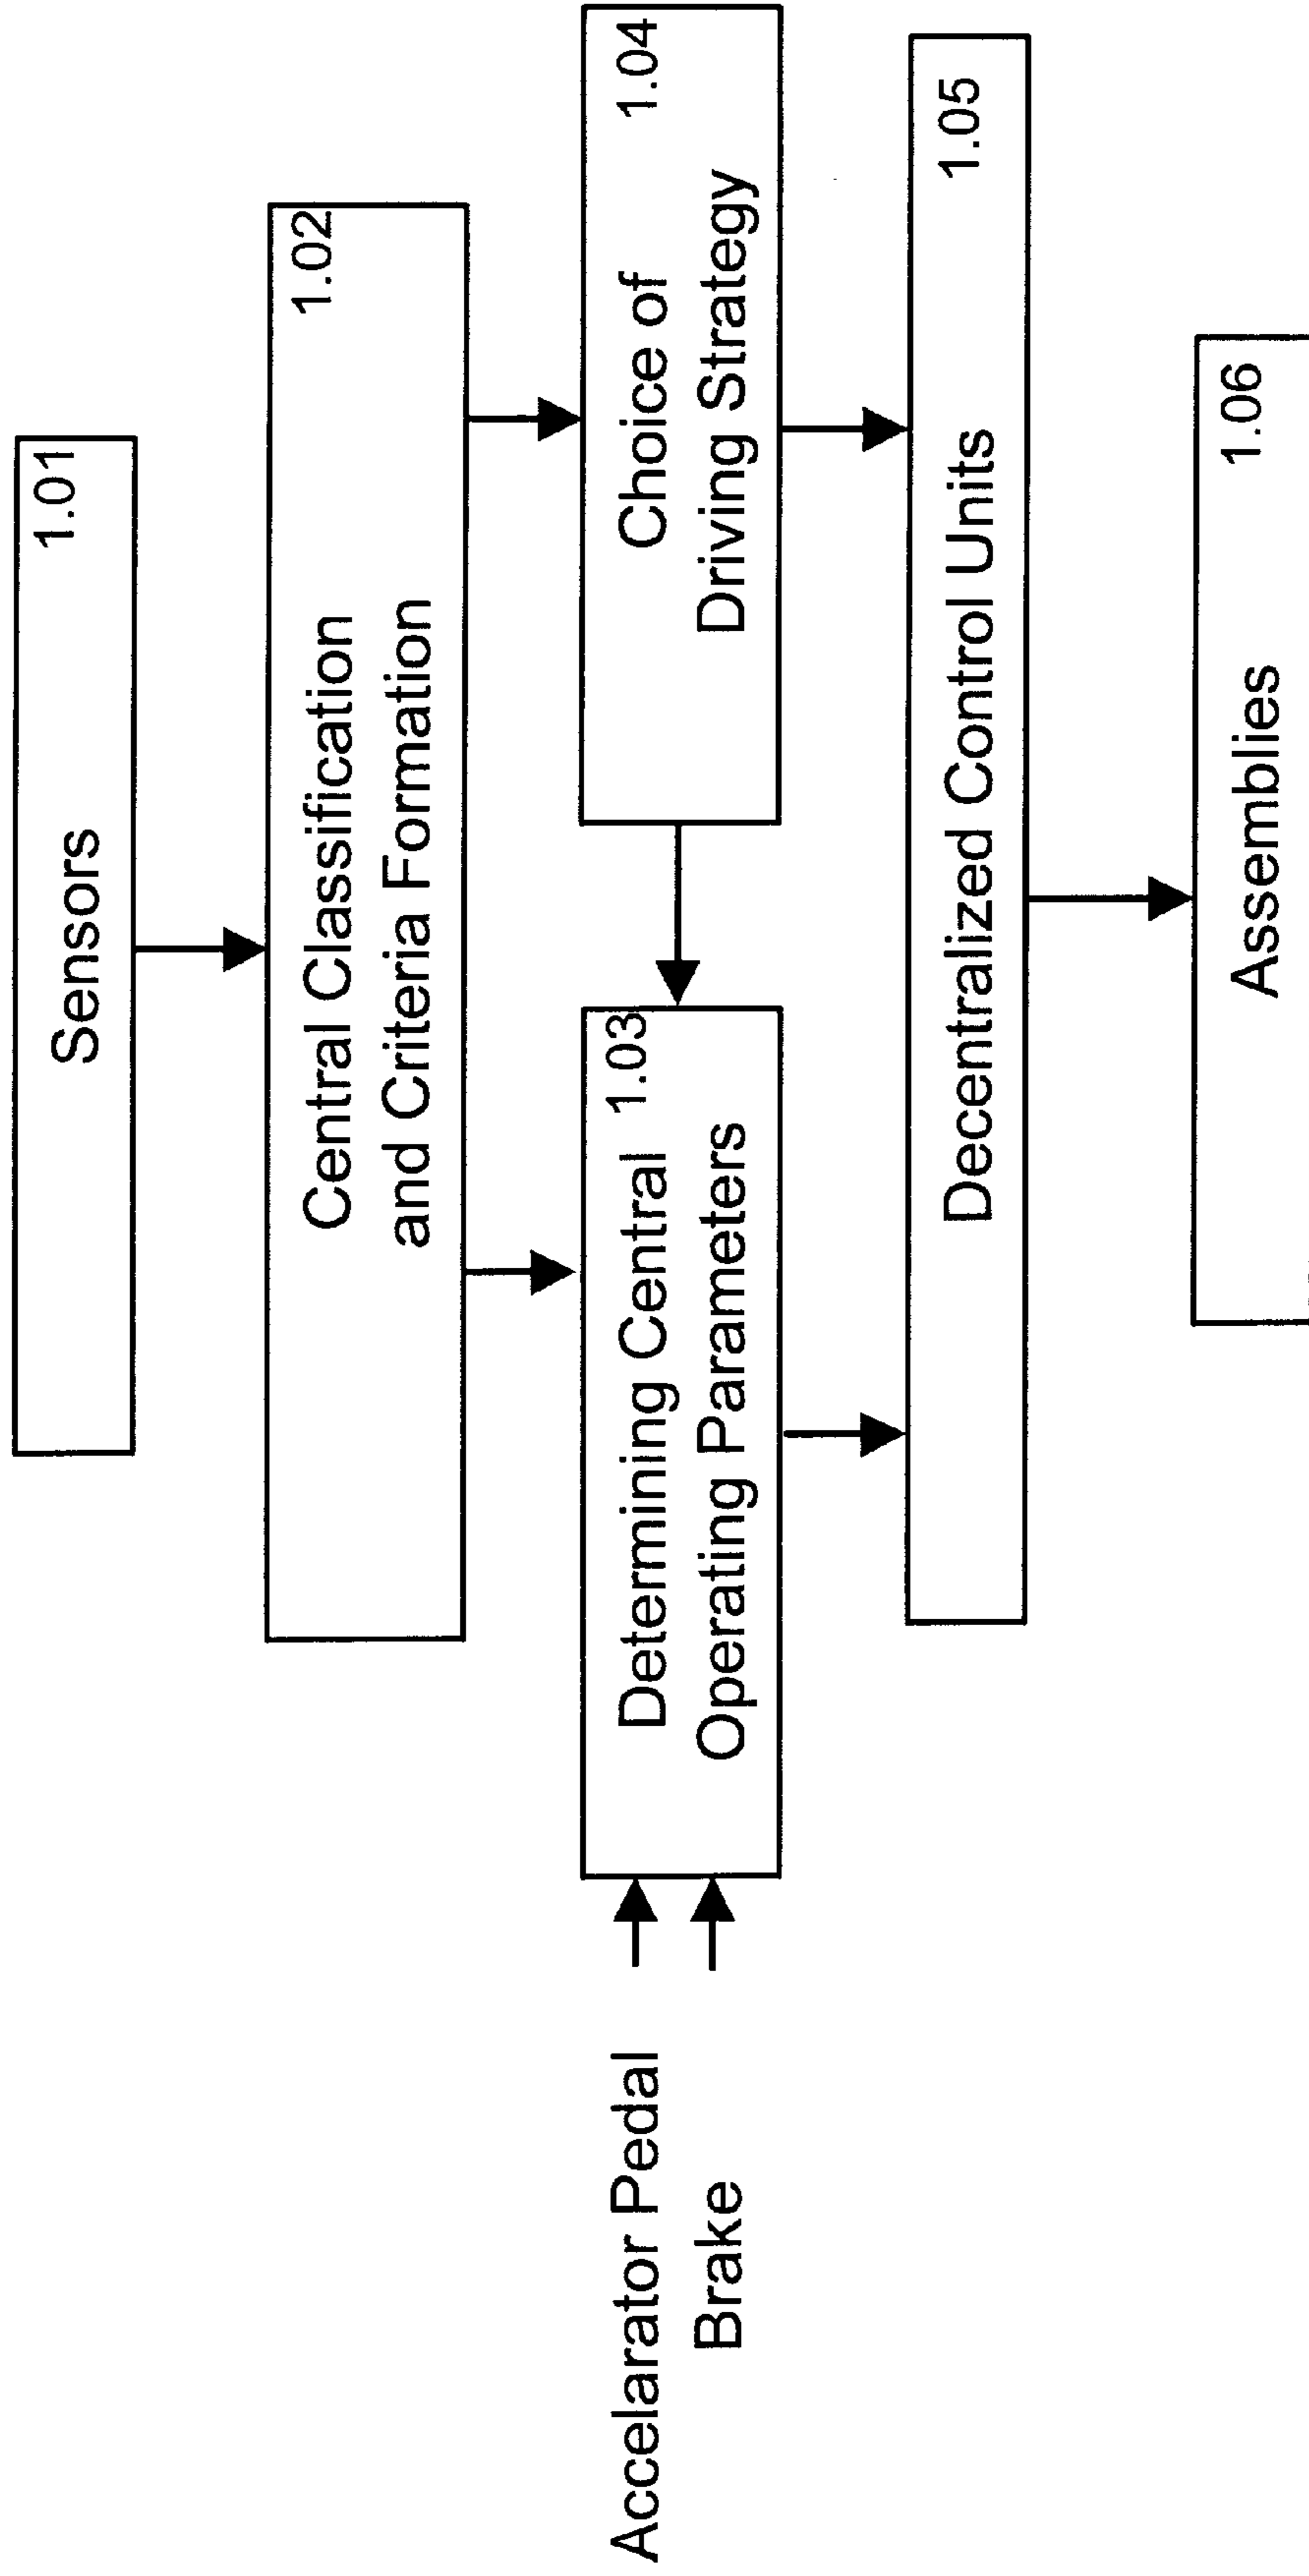 Sensors
1.01
Central Classification
and Criteria Formation
1.02
Accelarator Pedal
Brake
Determining Central
Operating Parameters
1.03
Choice of
Driving Strategy
1.04
Decentralized Control Units
1.05
Assemblies
1.06